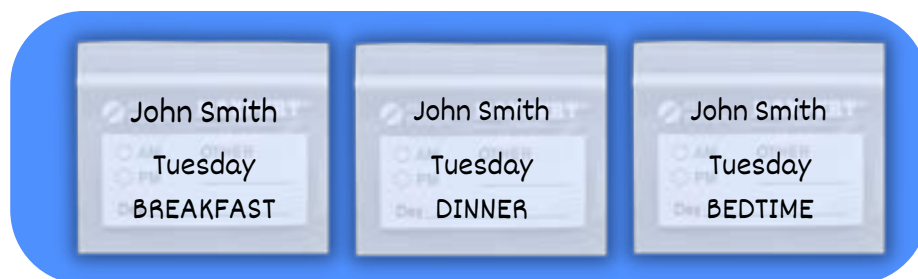 John Smith
Tuesday
BREAKFAST
John Smith
Tuesday
DINNER
John Smith
Tuesday
BEDTIME